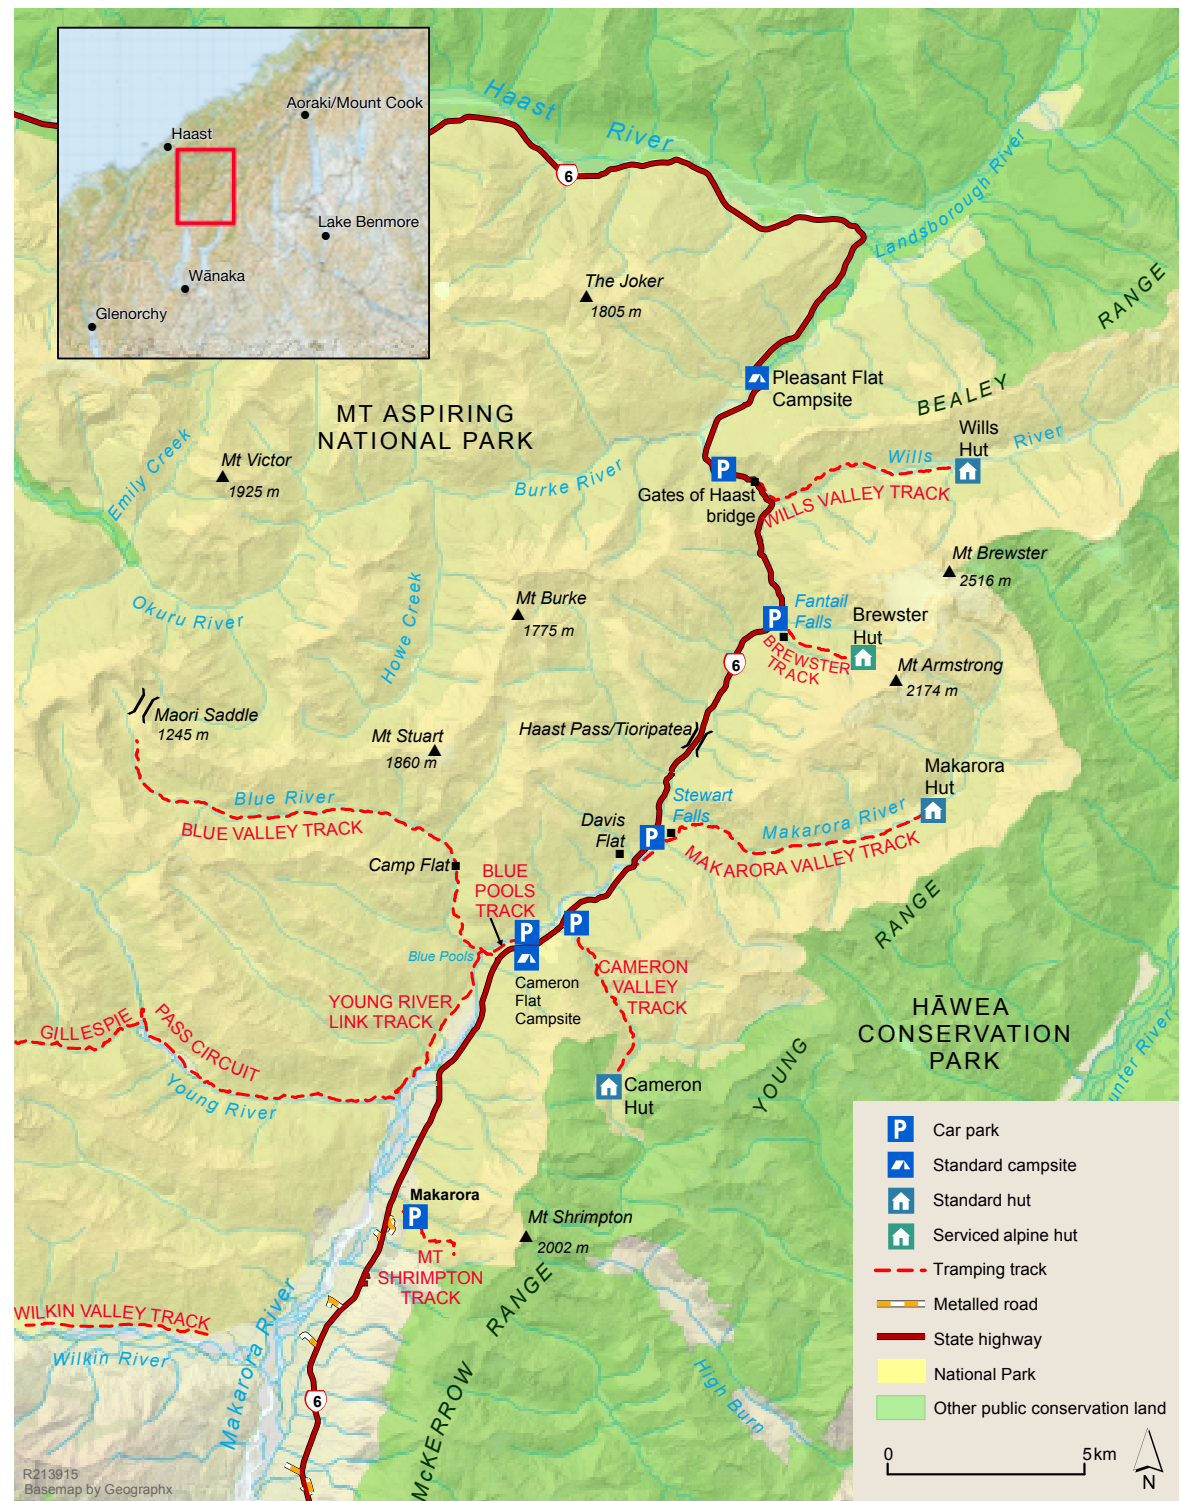 Haast River
Aoraki/Mount Cook
Haast
Lake Benmore
Wānaka
Glenorchy
6
Landsborough River
The Joker
1805 m
RANGE
BEALEY
Pleasant Flat
Campsite
MT ASPIRING
NATIONAL PARK
Wills
Hut
Wills River
Emily Creek
Mt Victor
1925 m
Burke River
Gates of Haast
bridge
P
WILLS VALLEY TRACK
Mt Brewster
2516 m
Okuru River
Howe Creek
Mt Burke
1775 m
P
Fantail
Falls
Brewster
Hut
BREWSTER
TRACK
6
Mt Armstrong
2174 m
Maori Saddle
1245 m
Mt Stuart
1860 m
Haast Pass/Tioripatea
Makarora
Hut
Blue River
BLUE VALLEY TRACK
Stewart
Falls
Davis
Flat
P
Makarora River
MAKARORA VALLEY TRACK
Camp Flat
BLUE
POOLS
TRACK
P
P
RANGE
Blue Pools
Cameron
Flat
Campsite
CAMERON
VALLEY
TRACK
YOUNG RIVER
LINK TRACK
HĀWEA
CONSERVATION
PARK
GILLESPIE PASS CIRCUIT
Young River
YOUNG
Cameron
Hut
unter River
Makarora
P
Mt Shrimpton
2002 m
MT
SHRIMPTON
TRACK
RANGE
WILKIN VALLEY TRACK
Wilkin River
Makarora River
6
McKERROW
High Burn
P
Car park
Standard campsite
Standard hut
Serviced alpine hut
Tramping track
Metalled road
State highway
National Park
Other public conservation land
0 5km
N
R213915
Basemap by Geographx